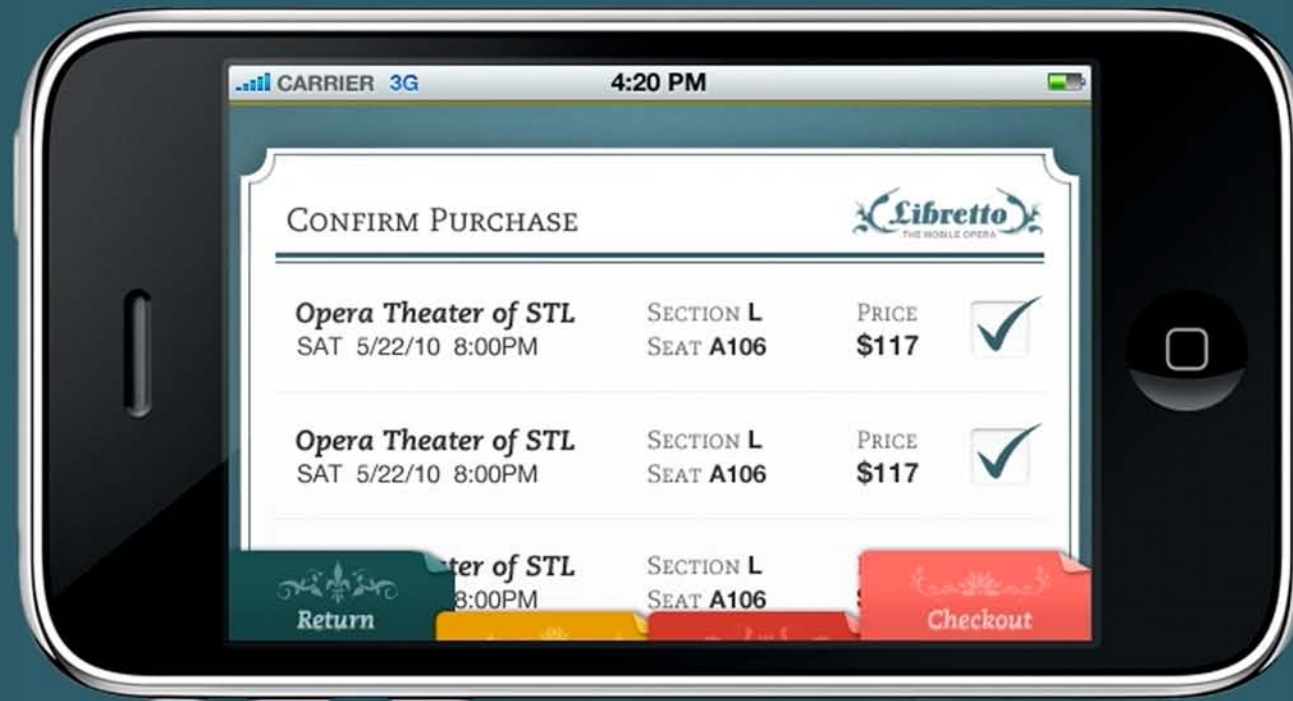 CARRIER 3G 4:20 PM
CONFIRM PURCHASE
Libretto
THE MOBILE OPERA
Opera Theater of STL SECTION L PRICE
SAT 5/22/10 8:00PM SEAT A106 $117
Opera Theater of STL SECTION L PRICE
SAT 5/22/10 8:00PM SEAT A106 $117
ter of STL SECTION L
8:00PM SEAT A106
Return Checkout